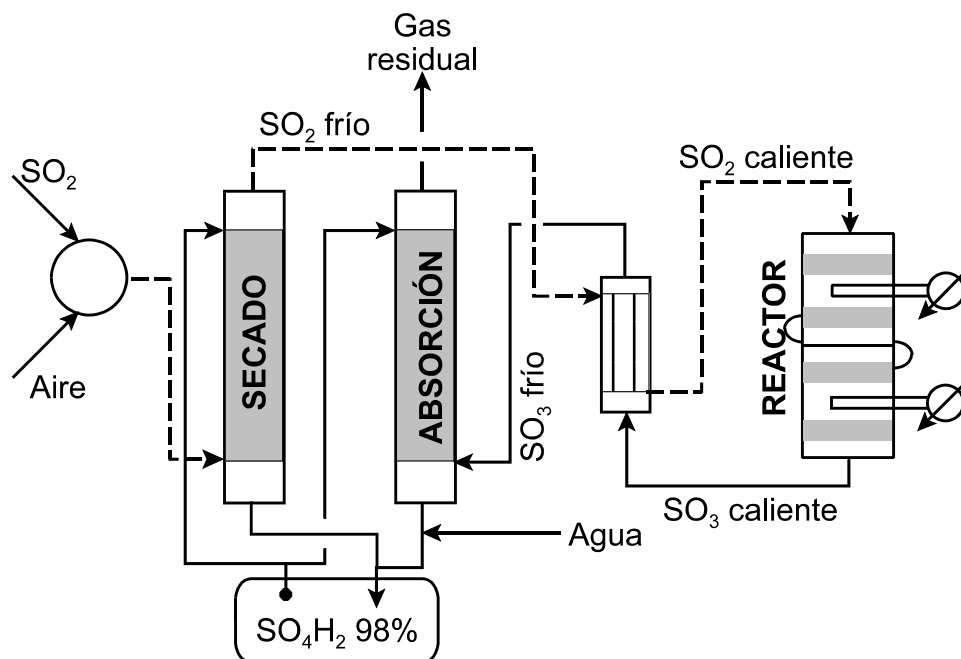 Gas
residual
SO₂ frío
SO₂ caliente
SO₂
Aire
SECADO
ABSORCIÓN
SO₃ frío
REACTOR
SO₃ caliente
Agua
SO₄H₂ 98%